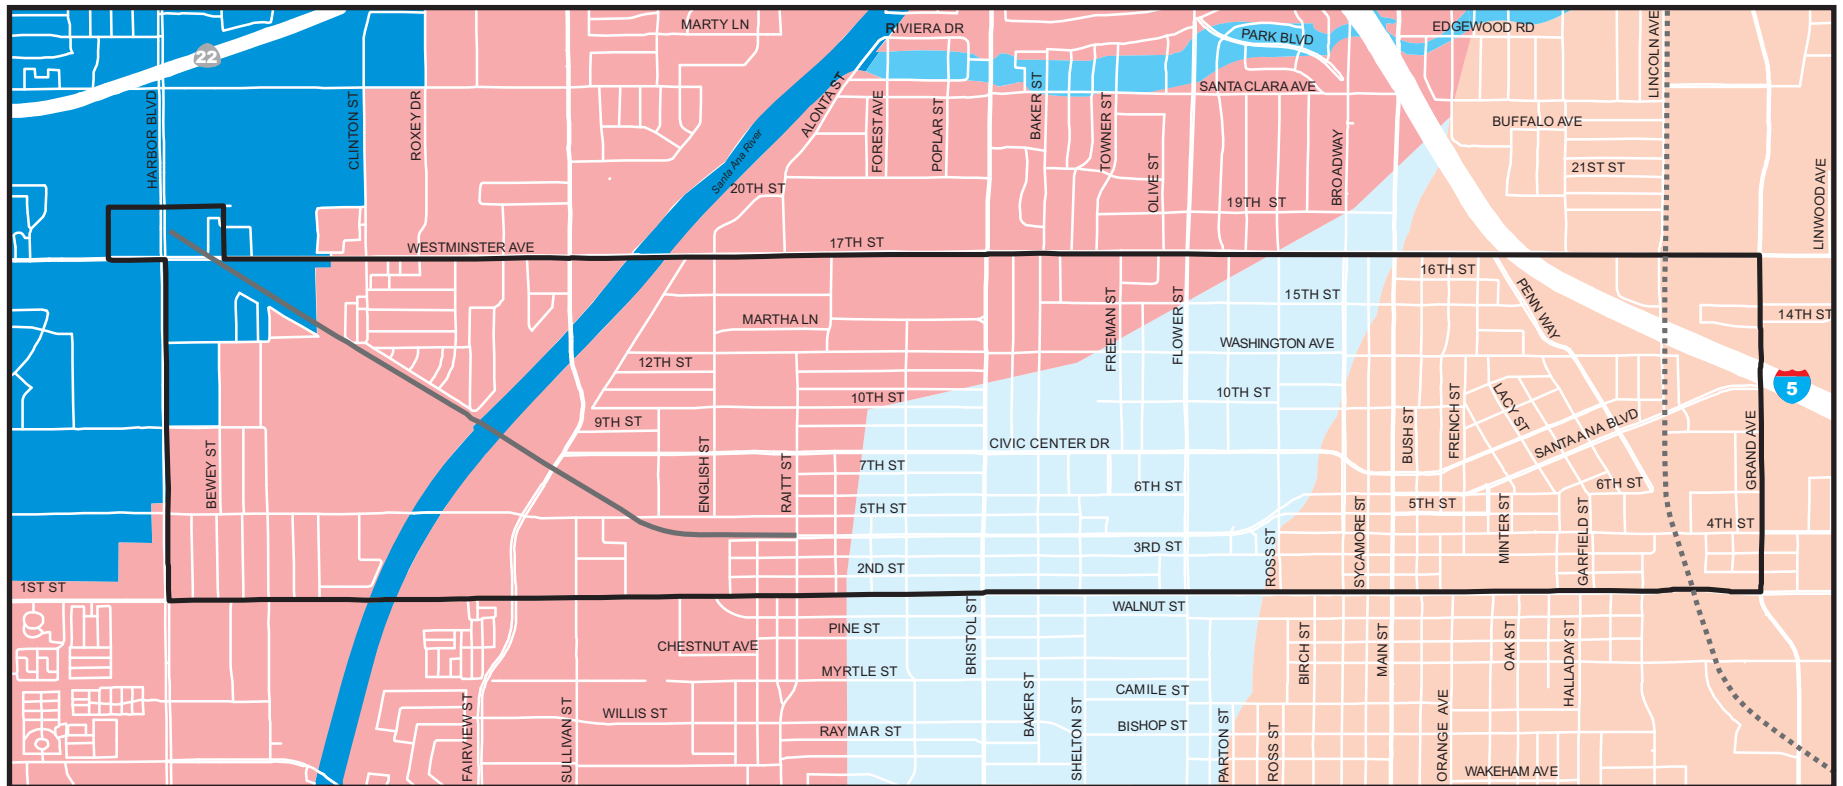 MARTY LN
RIVIERA DR
PARK BLVD
EDGEWOOD RD
LINCOLN AVE
22
HARBOR BLVD
CLINTON ST
ROXEY DR
ALONTA ST
FOREST AVE
POPLAR ST
BAKER ST
TOWNER ST
SANTA CLARA AVE
BUFFALO AVE
Santa Ana River
OLIVE ST
BROADWAY
21ST ST
LINWOOD AVE
20TH ST
19TH ST
WESTMINSTER AVE
17TH ST
16TH ST
15TH ST
PENN WAY
14TH ST
MARTHA LN
FREEMAN ST
FLOWER ST
WASHINGTON AVE
12TH ST
10TH ST
10TH ST
5
9TH ST
BUSH ST
FRENCH ST
LACY ST
SANTA ANA BLVD
GRAND AVE
CIVIC CENTER DR
BEWEY ST
ENGLISH ST
RAITT ST
7TH ST
6TH ST
6TH ST
5TH ST
5TH ST
SYCAMORE ST
MINTER ST
GARFIELD ST
4TH ST
3RD ST
ROSS ST
2ND ST
1ST ST
WALNUT ST
PINE ST
BRISTOL ST
CHESTNUT AVE
BIRCH ST
MAIN ST
OAK ST
HALLADAY ST
MYRTLE ST
CAMILE ST
BAKER ST
SHELTON ST
FAIRVIEW ST
SULLIVAN ST
WILLIS ST
RAYMAR ST
BISHOP ST
PARTON ST
ROSS ST
ORANGE AVE
WAKEHAM AVE